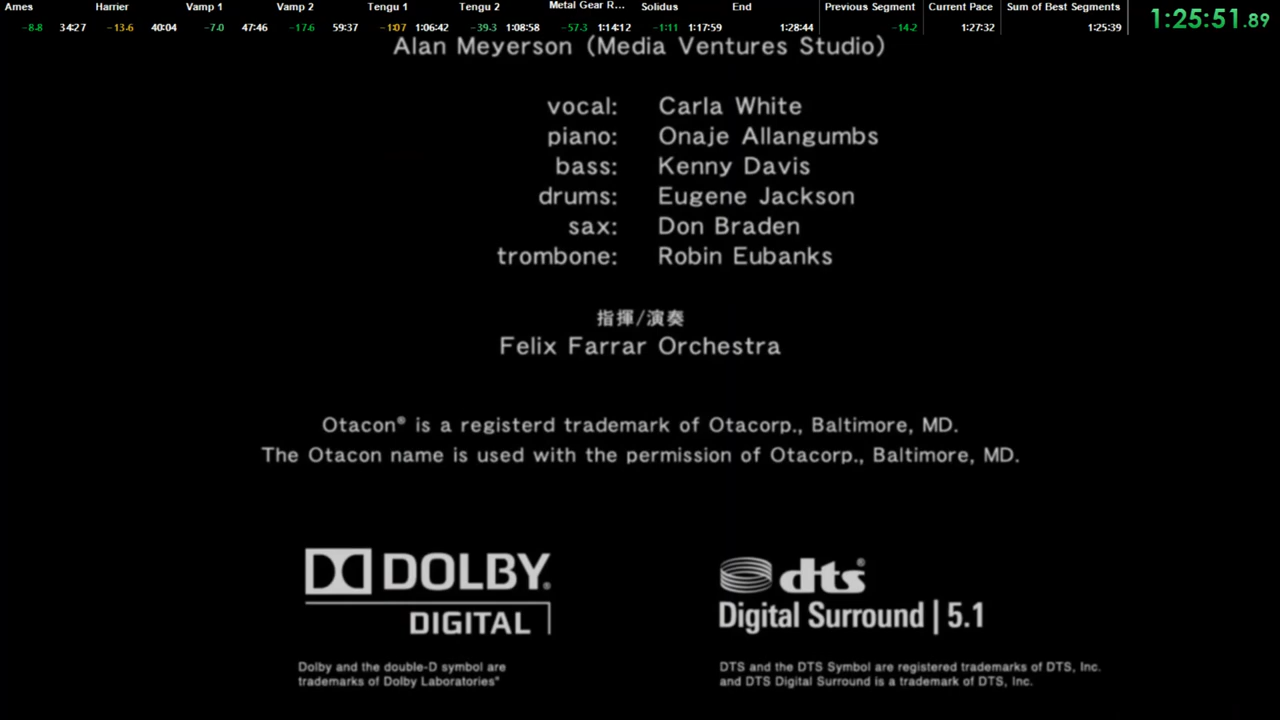 Ames Harrier Vamp 1 Vamp 2 Tengu 1 Tengu 2 Metal Gear R... Solidus End Previous Segment Current Pace Sum of Best Segments
-8.8 34:27 -13.6 40:04 -7.0 47:46 -17.6 59:37 -1:07 1:06:42 -39.3 1:08:58 -57.3 1:14:12 -1:11 1:17:59 1:28:44 -14.2 1:27:32 1:25:39
1:25:51.89
Alan Meyerson (Media Ventures Studio)
vocal: Carla White
piano: Onaje Allangumbs
bass: Kenny Davis
drums: Eugene Jackson
sax: Don Braden
trombone: Robin Eubanks
指揮/演奏
Felix Farrar Orchestra
Otacon® is a registerd trademark of Otacorp., Baltimore, MD.
The Otacon name is used with the permission of Otacorp., Baltimore, MD.
DOLBY®
DIGITAL
Dolby and the double-D symbol are
trademarks of Dolby Laboratories"
dts®
Digital Surround | 5.1
DTS and the DTS Symbol are registered trademarks of DTS, Inc.
and DTS Digital Surround is a trademark of DTS, Inc.